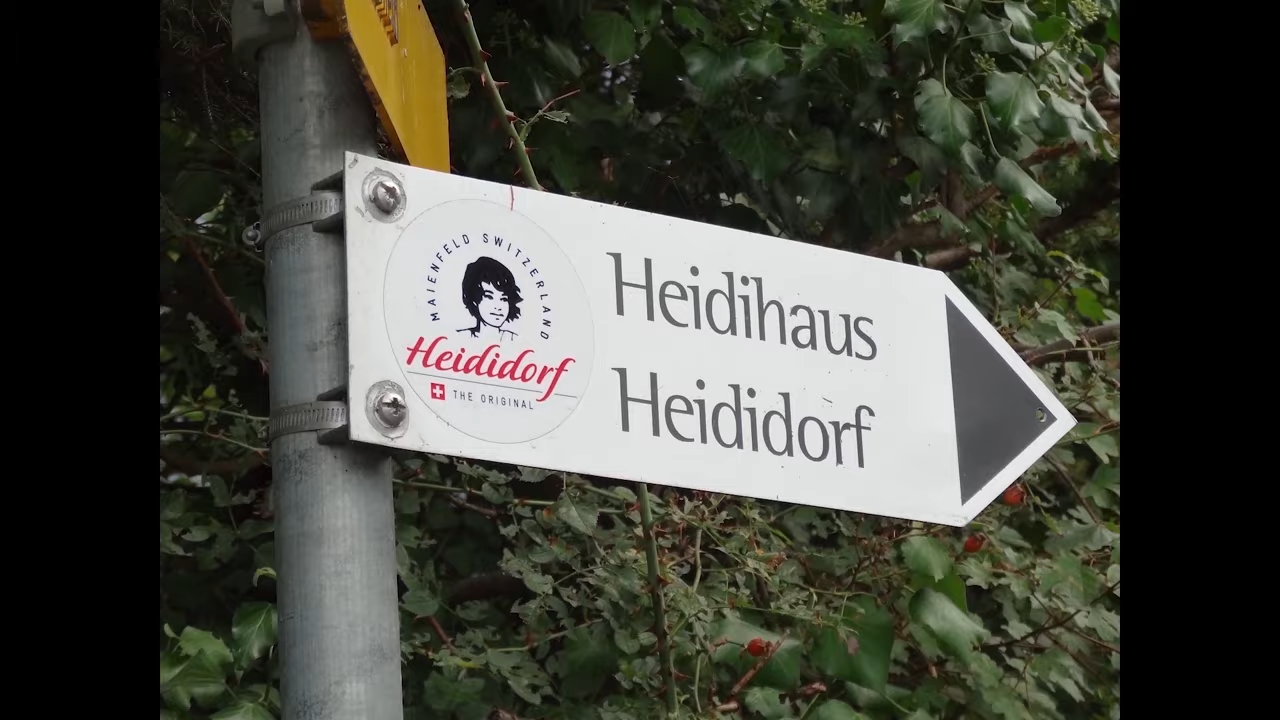 MAIENFELD SWITZERLAND
Heididorf
THE ORIGINAL
Heidihaus
Heididorf